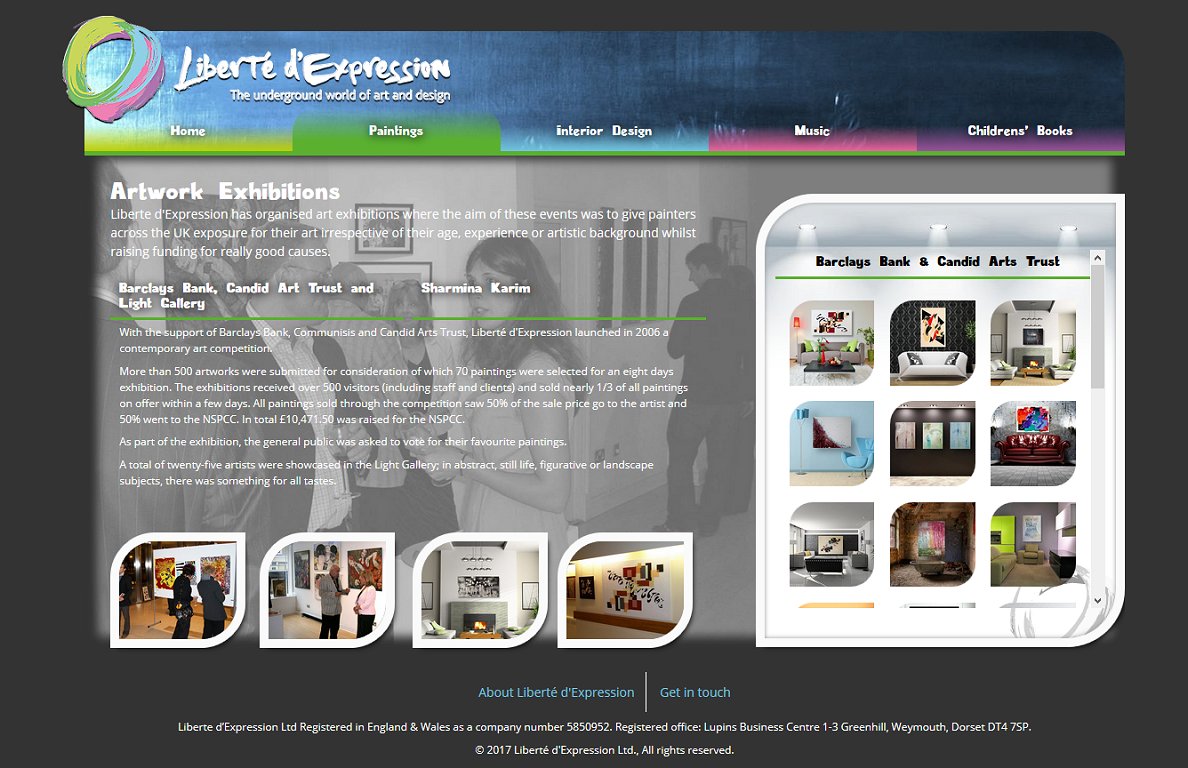 Liberté d'Expression
The underground world of art and design
Home
Paintings
Interior Design
Music
Childrens' Books
Artwork Exhibitions
Liberte d'Expression has organised art exhibitions where the aim of these events was to give painters
across the UK exposure for their art irrespective of their age, experience or artistic background whilst
raising funding for really good causes.
Barclays Bank, Candid Art Trust and
Light Gallery
Sharmina Karim
With the support of Barclays Bank, Communisis and Candid Arts Trust, Liberté d'Expression launched in 2006 a
contemporary art competition.
More than 500 artworks were submitted for consideration of which 70 paintings were selected for an eight days
exhibition. The exhibitions received over 500 visitors (including staff and clients) and sold nearly 1/3 of all paintings
on offer within a few days. All paintings sold through the competition saw 50% of the sale price go to the artist and
50% went to the NSPCC. In total £10,471.50 was raised for the NSPCC.
As part of the exhibition, the general public was asked to vote for their favourite paintings.
A total of twenty-five artists were showcased in the Light Gallery; in abstract, still life, figurative or landscape
subjects, there was something for all tastes.
Barclays Bank & Candid Arts Trust
About Liberté d'Expression
Get in touch
Liberte d'Expression Ltd Registered in England & Wales as a company number 5850952. Registered office: Lupins Business Centre 1-3 Greenhill, Weymouth, Dorset DT4 7SP.
© 2017 Liberté d'Expression Ltd., All rights reserved.